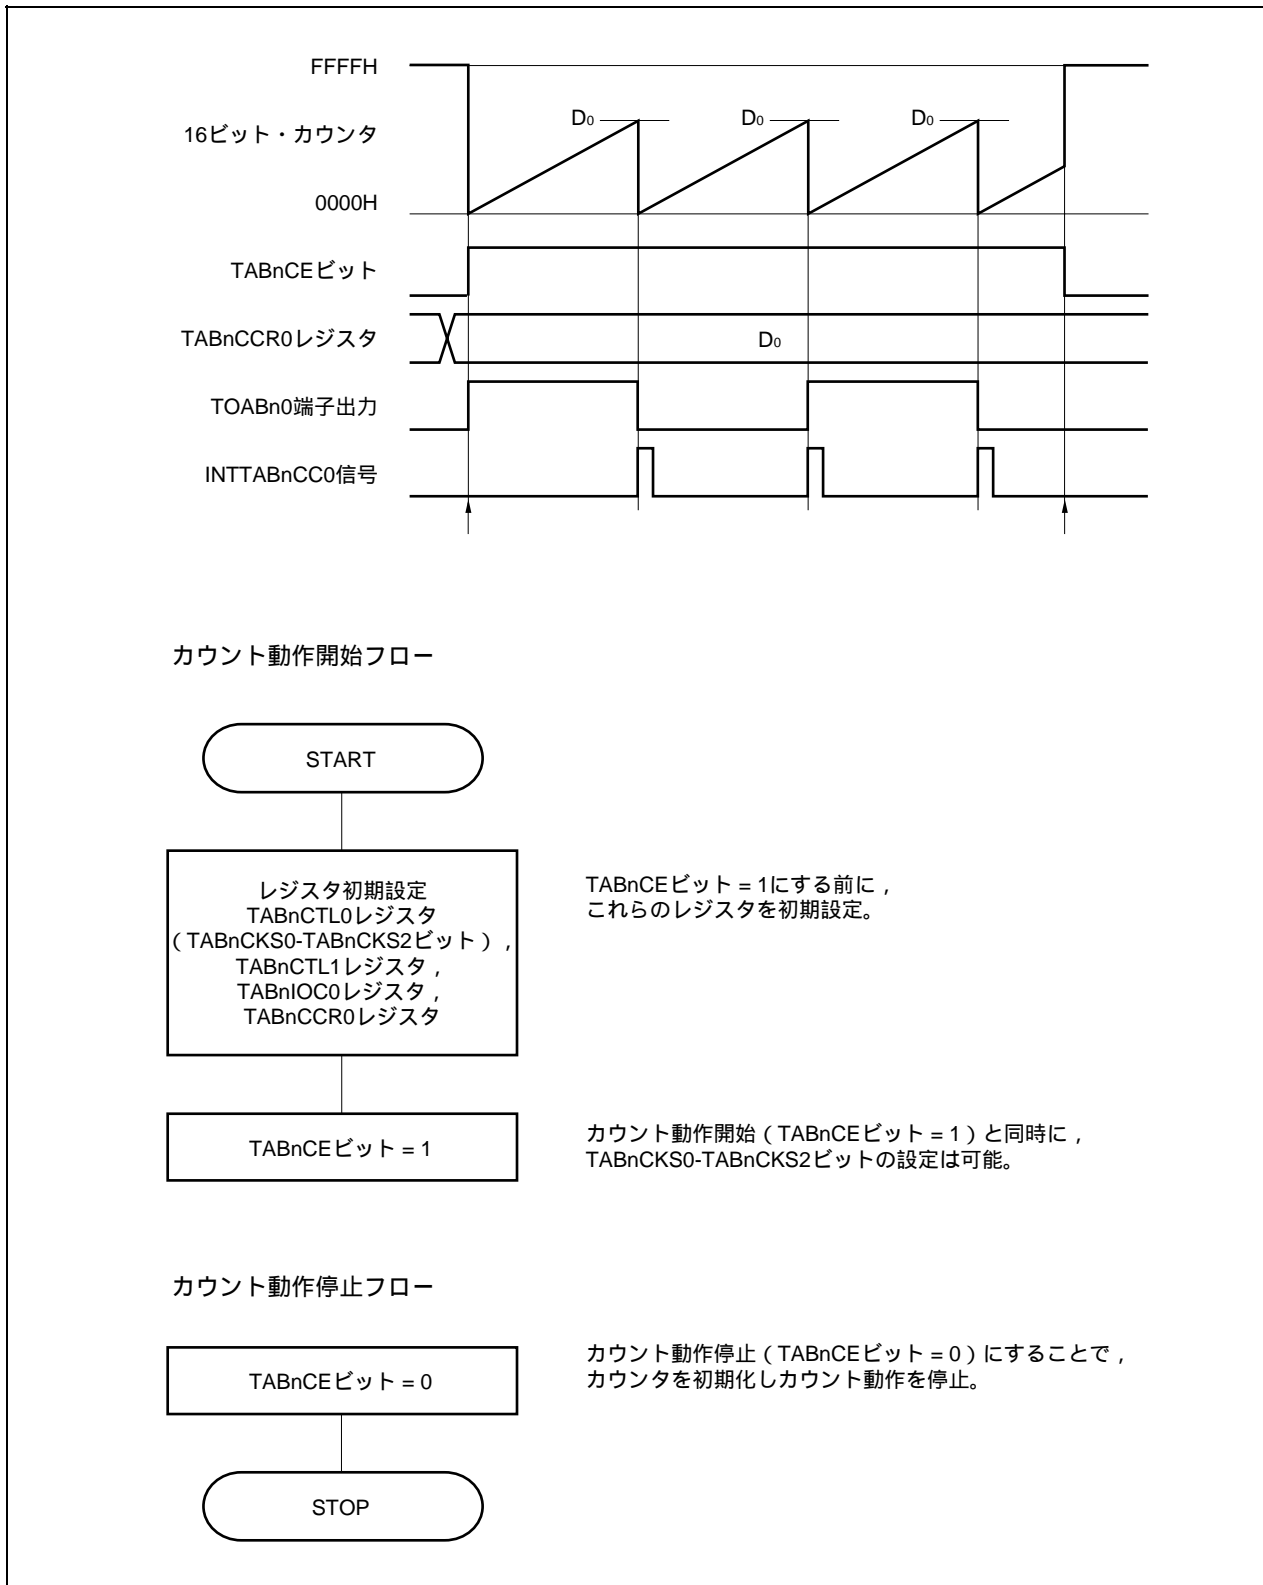 FFFFH
D0 D0 D0
16ビット・カウンタ
0000H
TABnCEビット
TABnCCR0レジスタ
D0
TOABn0端子出力
INTTABnCC0信号
カウント動作開始フロー
START
レジスタ初期設定
TABnCTL0レジスタ
（TABnCKS0-TABnCKS2ビット），
TABnCTL1レジスタ，
TABnIOC0レジスタ，
TABnCCR0レジスタ
TABnCEビット = 1にする前に，
これらのレジスタを初期設定。
TABnCEビット = 1
カウント動作開始（TABnCEビット = 1）と同時に，
TABnCKS0-TABnCKS2ビットの設定は可能。
カウント動作停止フロー
TABnCEビット = 0
カウント動作停止（TABnCEビット = 0）にすることで，
カウンタを初期化しカウント動作を停止。
STOP